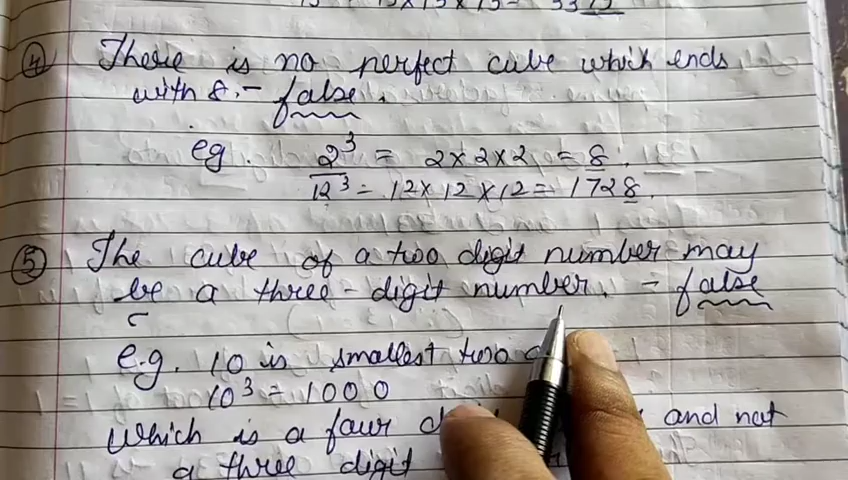 ④ There is no perfect cube which ends
with 8. - false.
eg. 2³ = 2×2×2 = 8.
12³ = 12×12×12 = 1728.
⑤ The cube of a two digit number may
be a three-digit number. - false
e.g. 10 is smallest two
10³ = 1000
which is a four and not
a three digit